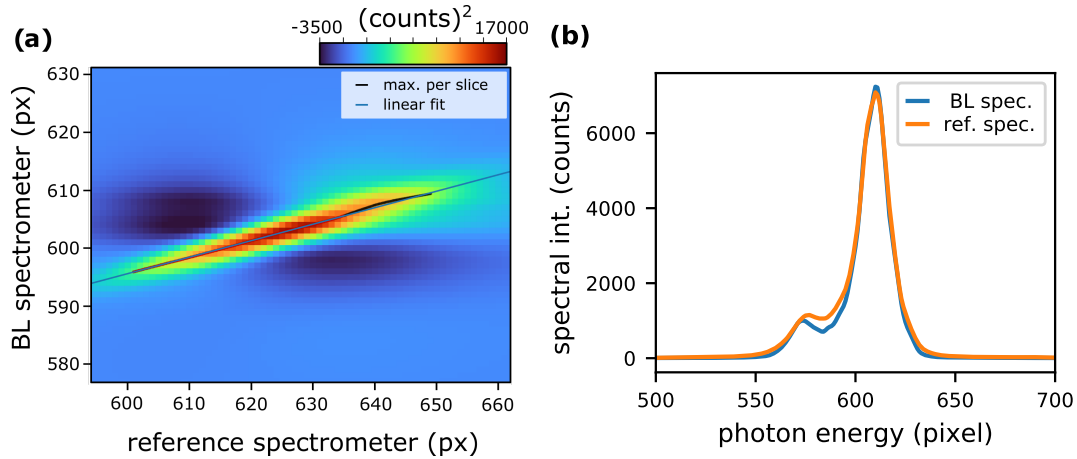 (a)
(counts)²
-3500 17000
BL spectrometer (px)
630
620
610
600
590
580
max. per slice
linear fit
600 610 620 630 640 650 660
reference spectrometer (px)
(b)
spectral int. (counts)
6000
4000
2000
0
BL spec.
ref. spec.
500 550 600 650 700
photon energy (pixel)